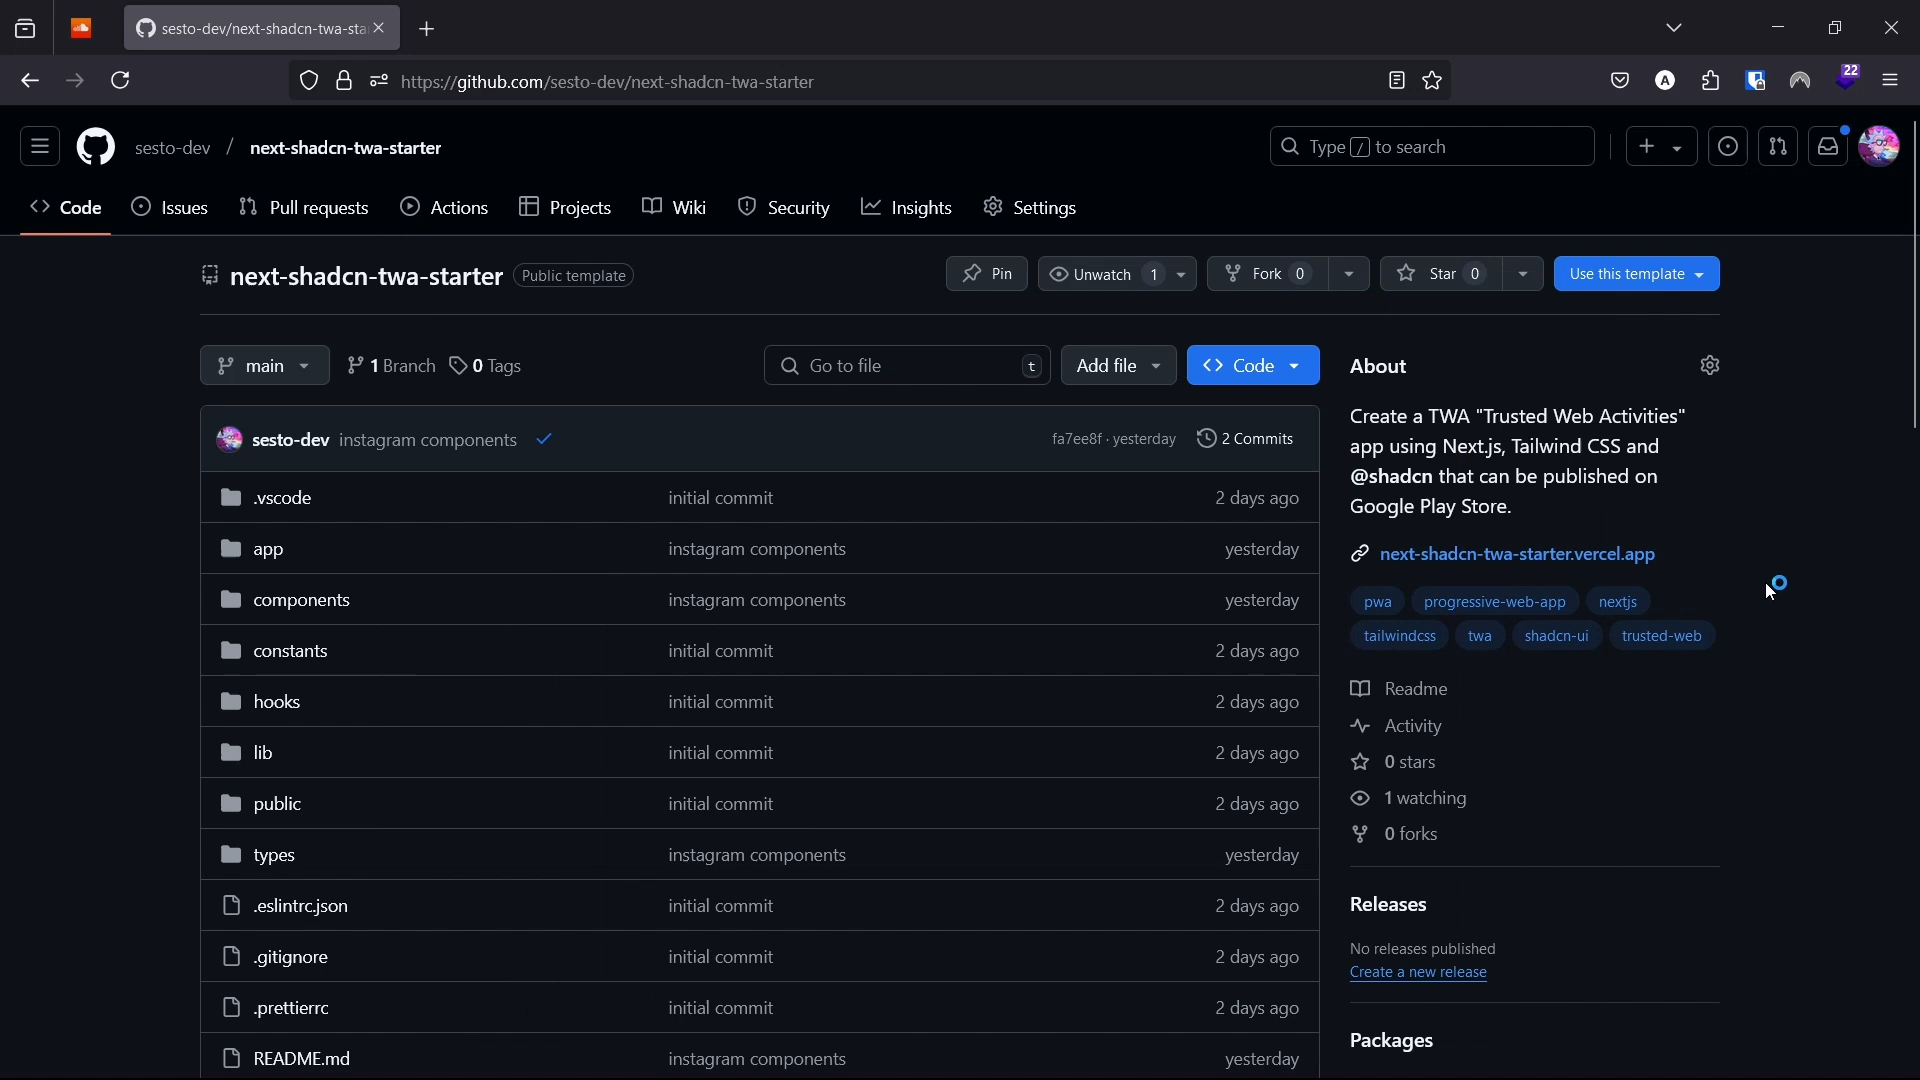 sesto-dev/next-shadcn-twa-sta
22
https://github.com/sesto-dev/next-shadcn-twa-starter
sesto-dev / next-shadcn-twa-starter
Type / to search
Code Issues Pull requests Actions Projects Wiki Security Insights Settings
next-shadcn-twa-starter Public template
Pin Unwatch 1 Fork 0 Star 0 Use this template
main 1 Branch 0 Tags Go to file t Add file Code
sesto-dev instagram components fa7ee8f · yesterday 2 Commits
.vscode initial commit 2 days ago
app instagram components yesterday
components instagram components yesterday
constants initial commit 2 days ago
hooks initial commit 2 days ago
lib initial commit 2 days ago
public initial commit 2 days ago
types instagram components yesterday
.eslintrc.json initial commit 2 days ago
.gitignore initial commit 2 days ago
.prettierrc initial commit 2 days ago
README.md instagram components yesterday
About
Create a TWA "Trusted Web Activities"
app using Next.js, Tailwind CSS and
@shadcn that can be published on
Google Play Store.
next-shadcn-twa-starter.vercel.app
pwa progressive-web-app nextjs
tailwindcss twa shadcn-ui trusted-web
Readme
Activity
0 stars
1 watching
0 forks
Releases
No releases published
Create a new release
Packages